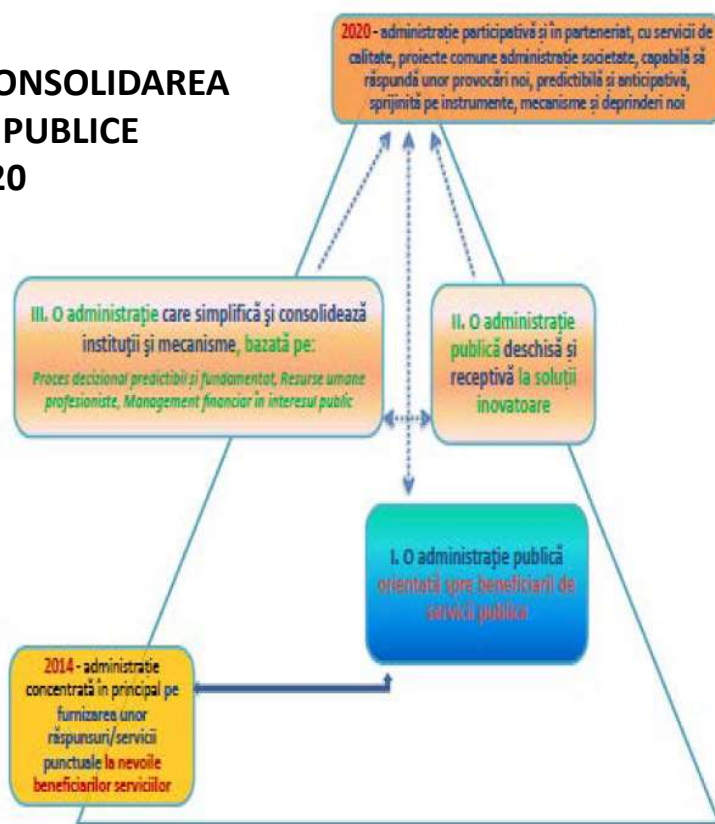 ONSOLIDAREA
PUBLICE
20
2020 - administrație participativă și în parteneriat, cu servicii de
calitate, proiecte comune administrație societate, capabilă să
răspundă unor provocări noi, predictibilă si anticipativă,
sprijinită pe instrumente, mecanisme și deprinderi noi
III. O administrație care simplifică și consolidează
instituții și mecanisme, bazată pe:
Proces decizional predictibil și fundamentat, Resurse umane
profesioniste, Management financiar în interesul public
II. O administrație
publică deschisă si
receptivă la soluții
inovatoare
I. O administrație publică
orientată spre beneficiarii de
servicii publice
2014 - administrație
concentrată în principal pe
furnizarea unor
răspunsuri/servicii
punctuale la nevoile
beneficiarilor serviciilor